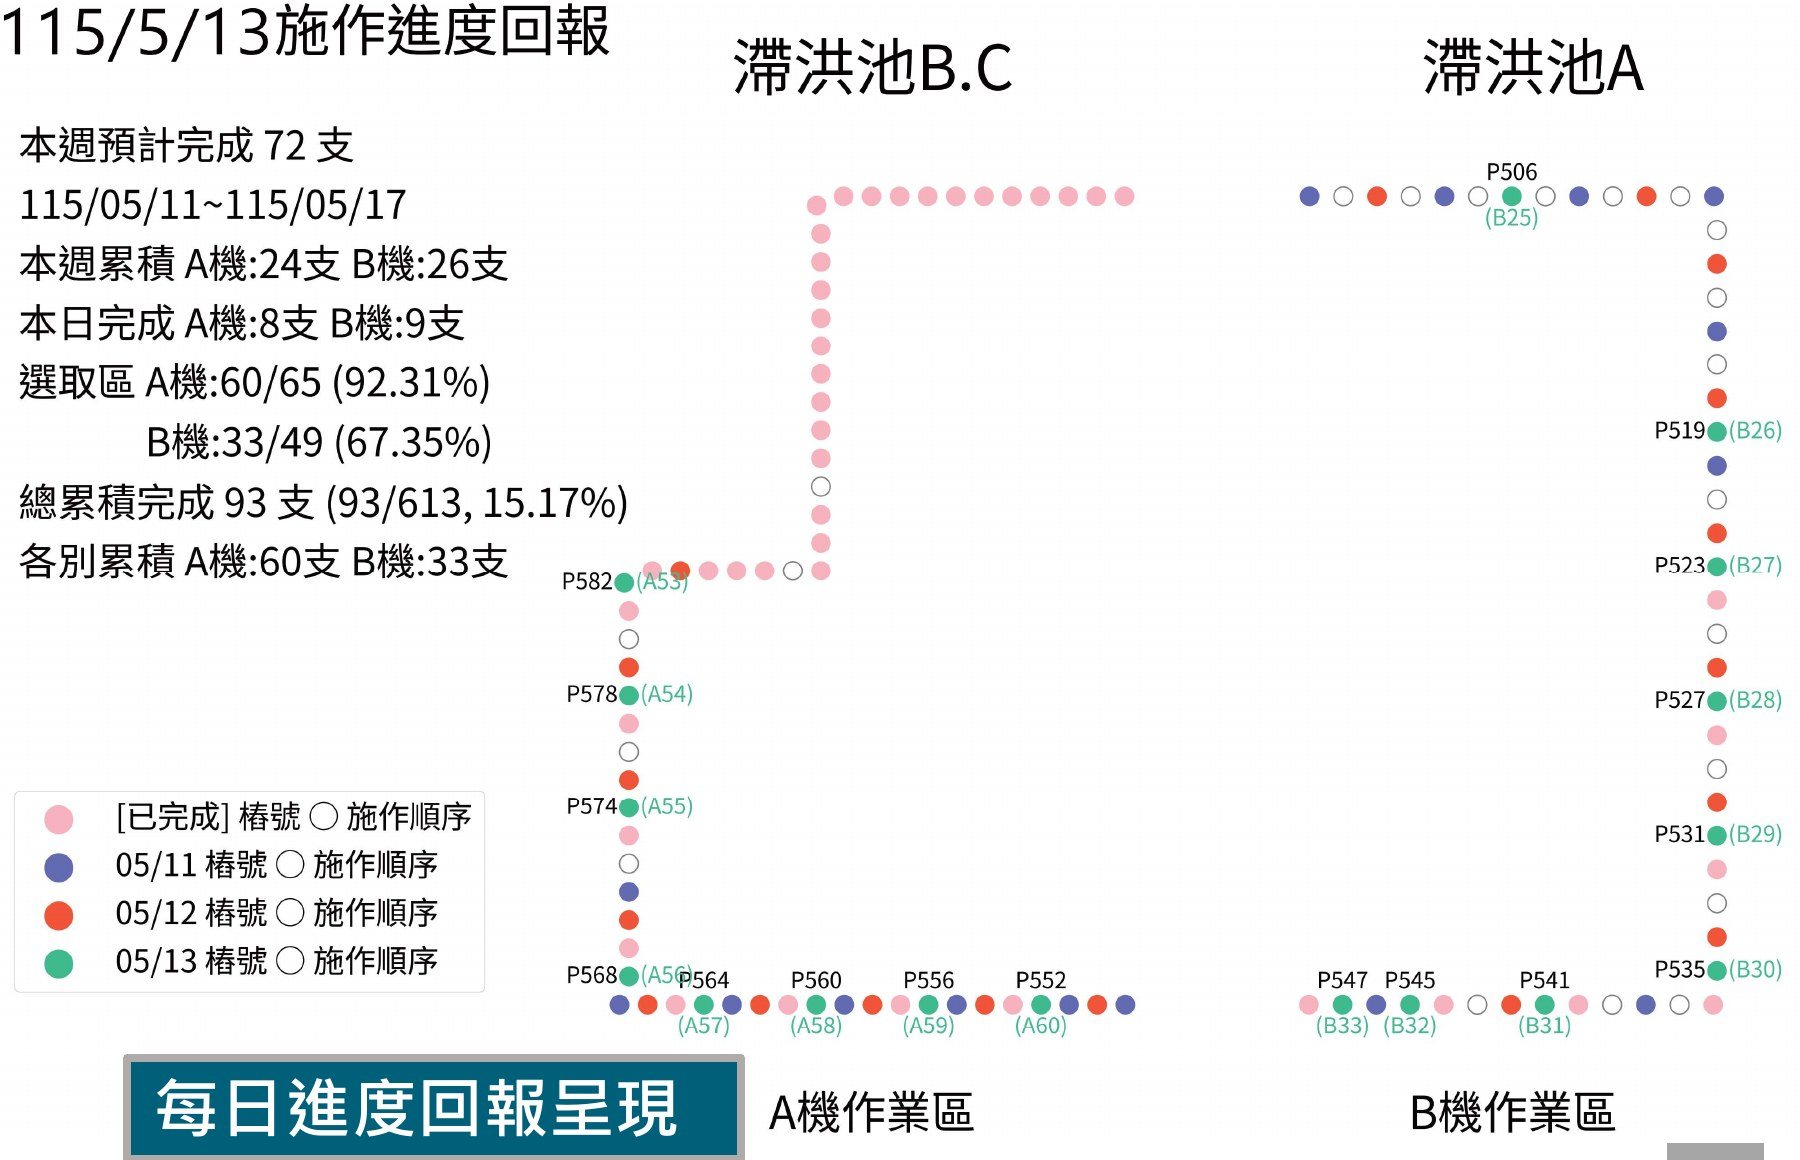 115/5/13施作進度回報
滯洪池B.C
滯洪池A
本週預計完成 72 支
115/05/11~115/05/17
本週累積 A機:24支 B機:26支
本日完成 A機:8支 B機:9支
選取區 A機:60/65 (92.31%)
B機:33/49 (67.35%)
總累積完成 93 支 (93/613, 15.17%)
各別累積 A機:60支 B機:33支
P582 (A53)
P578 (A54)
P574 (A55)
P568 (A56)
P564 P560 P556 P552
(A57) (A58) (A59) (A60)
P506
(B25)
P519 (B26)
P523 (B27)
P527 (B28)
P531 (B29)
P535 (B30)
P547 P545 P541
(B33) (B32) (B31)
[已完成] 樁號 ○ 施作順序
05/11 樁號 ○ 施作順序
05/12 樁號 ○ 施作順序
05/13 樁號 ○ 施作順序
每日進度回報呈現
A機作業區
B機作業區